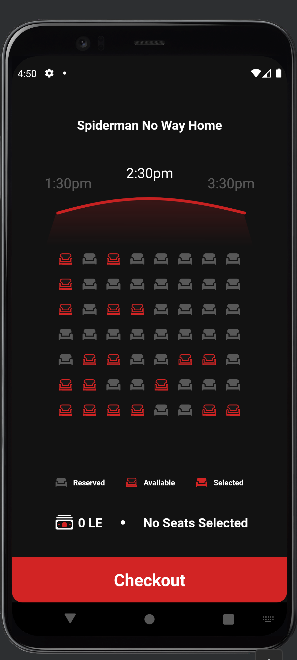 4:50
Spiderman No Way Home
2:30pm
1:30pm 3:30pm
Reserved Available Selected
0 LE • No Seats Selected
Checkout